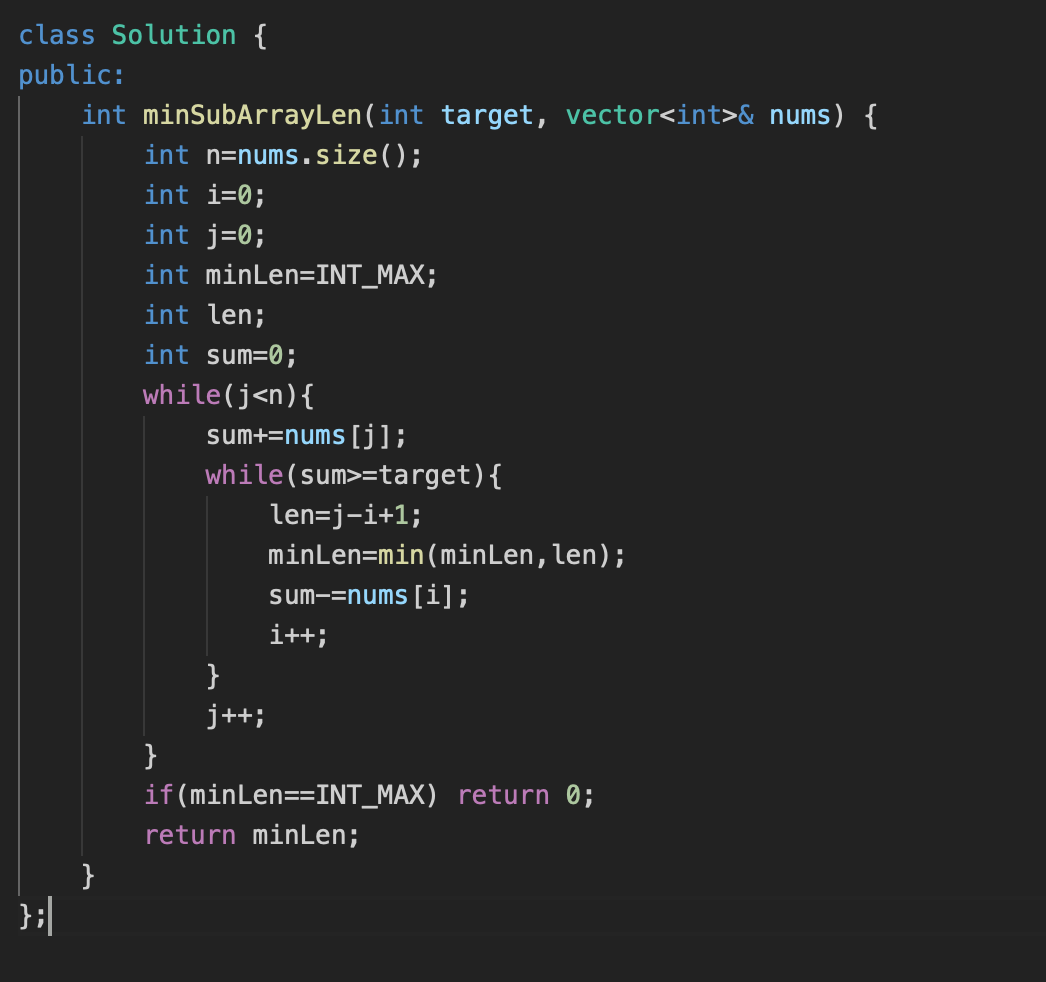 class Solution {
public:
    int minSubArrayLen(int target, vector<int>& nums) {
        int n=nums.size();
        int i=0;
        int j=0;
        int minLen=INT_MAX;
        int len;
        int sum=0;
        while(j<n){
            sum+=nums[j];
            while(sum>=target){
                len=j-i+1;
                minLen=min(minLen,len);
                sum-=nums[i];
                i++;
            }
            j++;
        }
        if(minLen==INT_MAX) return 0;
        return minLen;
    }
};